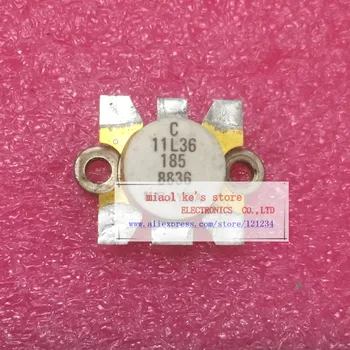 C
11L36
185
8836
miaol ke's store
ELECTRONICS CO.,LTD
www.aliexpress.com/store/121234